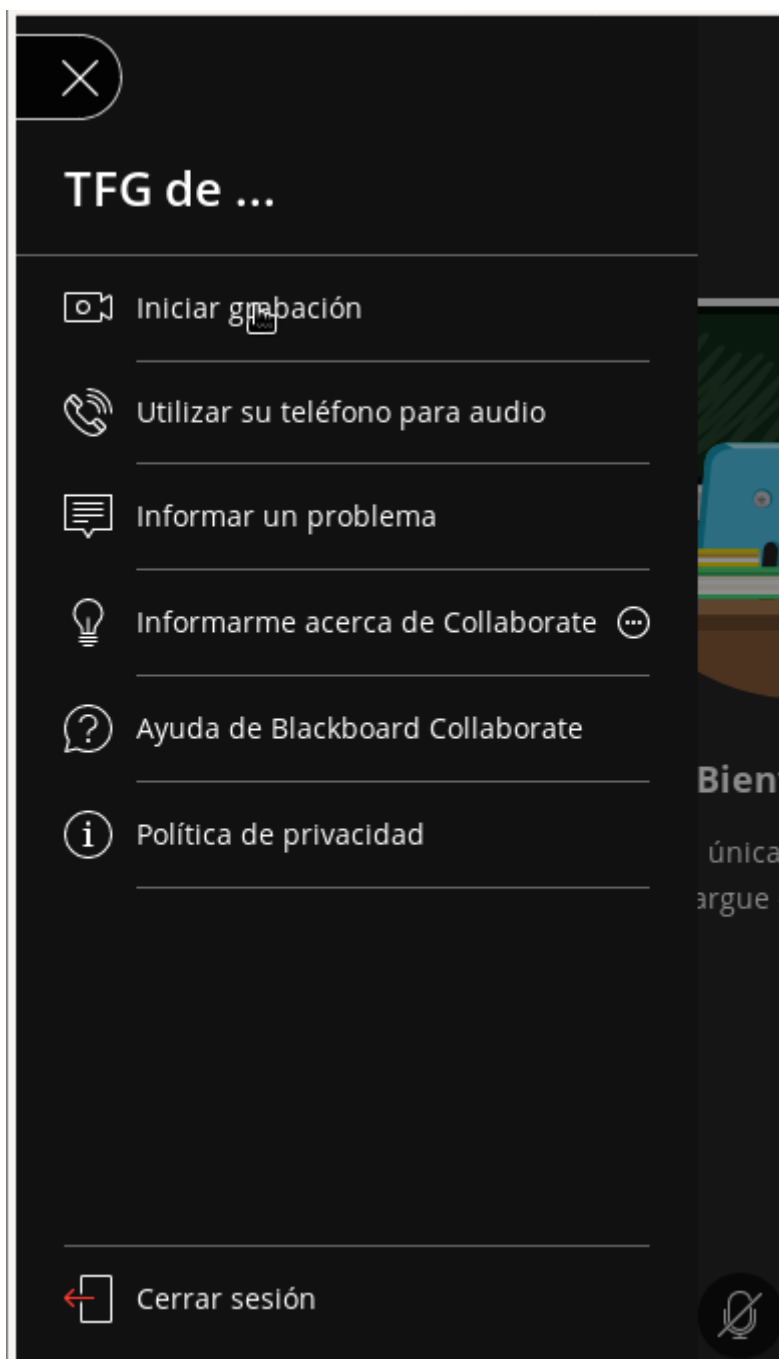 TFG de ...
Iniciar grabación
Utilizar su teléfono para audio
Informar un problema
Informarme acerca de Collaborate
Ayuda de Blackboard Collaborate
Política de privacidad
Bien
única
argue
Cerrar sesión